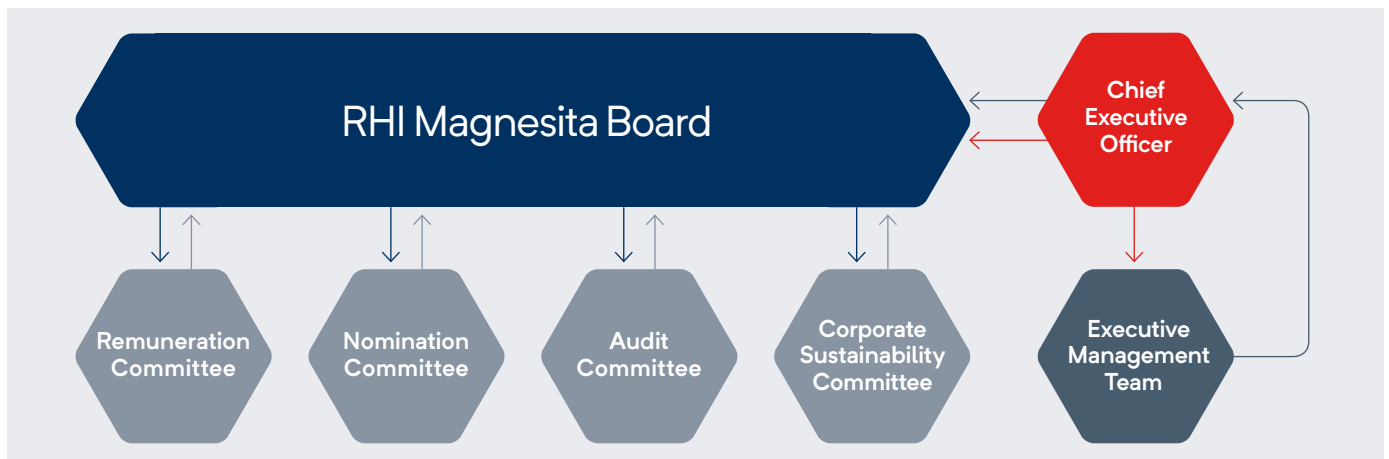 RHI Magnesita Board
Chief
Executive
Officer
Remuneration
Committee
Nomination
Committee
Audit
Committee
Corporate
Sustainability
Committee
Executive
Management
Team